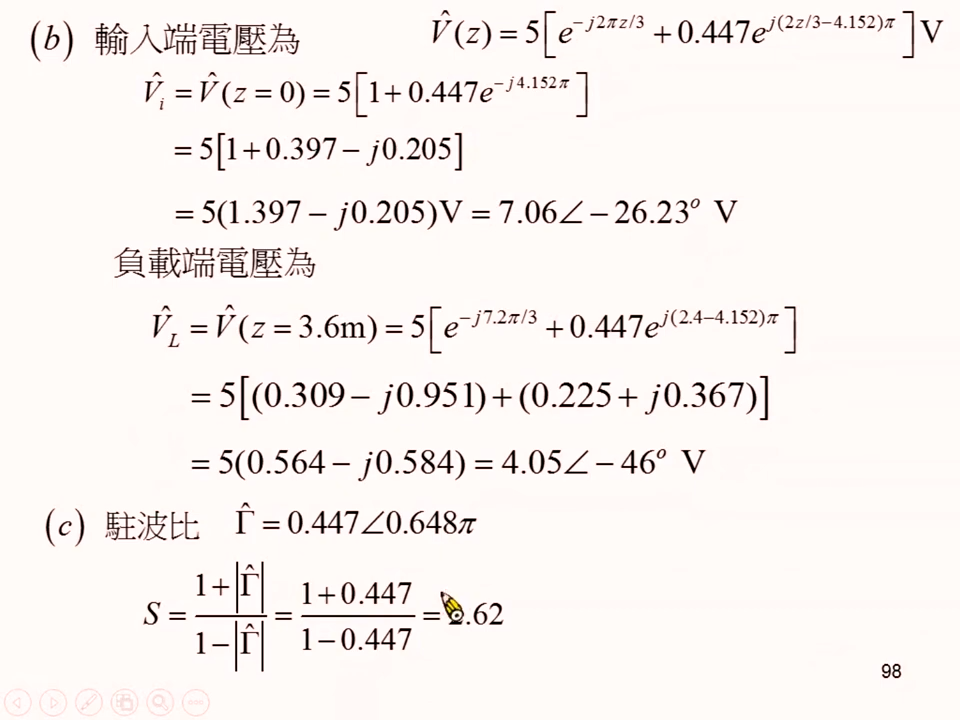 (b) 輸入端電壓為 V̂(z) = 5[e^{-j2πz/3} + 0.447e^{j(2z/3-4.152)π}]V
V̂_i = V̂(z = 0) = 5[1 + 0.447e^{-j4.152π}]
= 5[1 + 0.397 − j0.205]
= 5(1.397 − j0.205)V = 7.06∠ − 26.23° V
負載端電壓為
V̂_L = V̂(z = 3.6m) = 5[e^{-j7.2π/3} + 0.447e^{j(2.4-4.152)π}]
= 5[(0.309 − j0.951) + (0.225 + j0.367)]
= 5(0.564 − j0.584) = 4.05∠ − 46° V
(c) 駐波比 Γ̂ = 0.447∠0.648π
S = (1 + |Γ̂|)/(1 − |Γ̂|) = (1 + 0.447)/(1 − 0.447) = .62
98